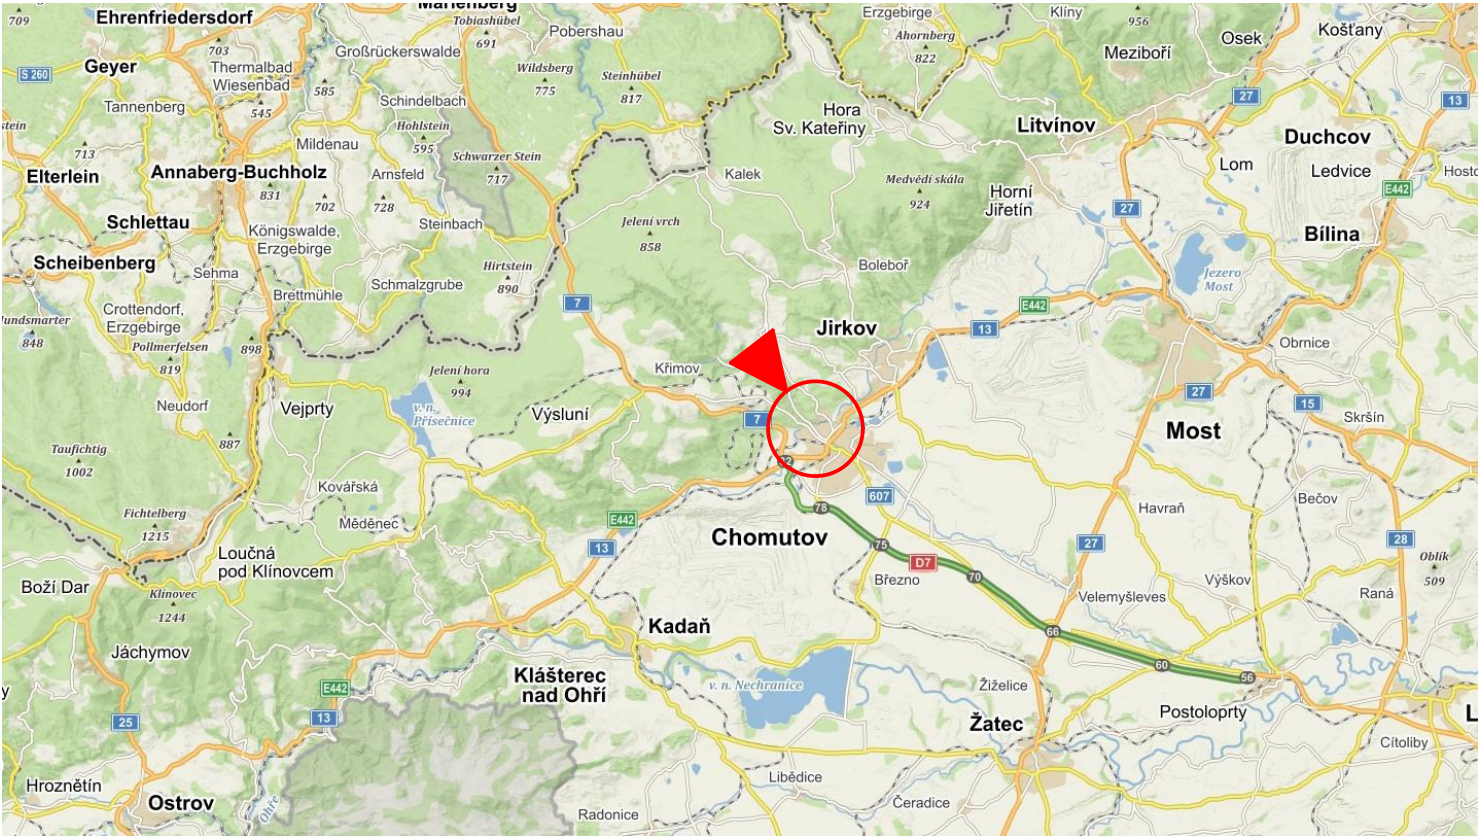 709
Ehrenfriedersdorf
Marienberg
Tobiashübel
691
Pobershau
Erzgebirge
Klíny
956
Košťany
Osek
703
Großrückerswalde
Ahornberg
822
Meziboří
Geyer
S 260
Thermalbad
Wiesenbad
Wildsberg
775
Steinhübel
817
585
27
13
Tannenberg
545
Schindelbach
Hora
Sv. Kateřiny
Litvínov
Duchcov
stein
Hohlstein
595
713
Mildenau
Schwarzer Stein
717
Lom
Ledvice
Elterlein
Annaberg-Buchholz
831
Arnsfeld
Kalek
Medvědí skála
924
Horní
Jiřetín
E442
702
728
27
Schlettau
Königswalde,
Erzgebirge
Steinbach
Jelení vrch
858
Bílina
Scheibenberg
Sehma
Hirtstein
890
Boleboř
Jezero
Most
Schmalzgrube
Brettmühle
7
E442
Crottendorf,
Erzgebirge
undsmarter
848
Jirkov
13
Pollmerfelsen
819
898
Obrnice
Jelení hora
994
Křimov
27
15
Neudorf
Vejprty
v. n.
Přísečnice
Výsluní
7
Skršín
887
Most
Taufichtig
1002
82
Kovářská
607
Bečov
Fichtelberg
1215
Měděnec
E442
78
Havraň
Chomutov
13
75
27
28
Loučná
pod Klínovcem
D7
Oblík
509
Boží Dar
Klínovec
1244
Březno
70
Výškov
Raná
Velemyšleves
Kadaň
66
Jáchymov
60
Klášterec
nad Ohří
56
E442
v. n. Nechranice
Žiželice
y
25
13
Žatec
Postoloprty
L
Cítoliby
Hroznětín
Libědice
Ostrov
Ohře
Čeradice
Radonice